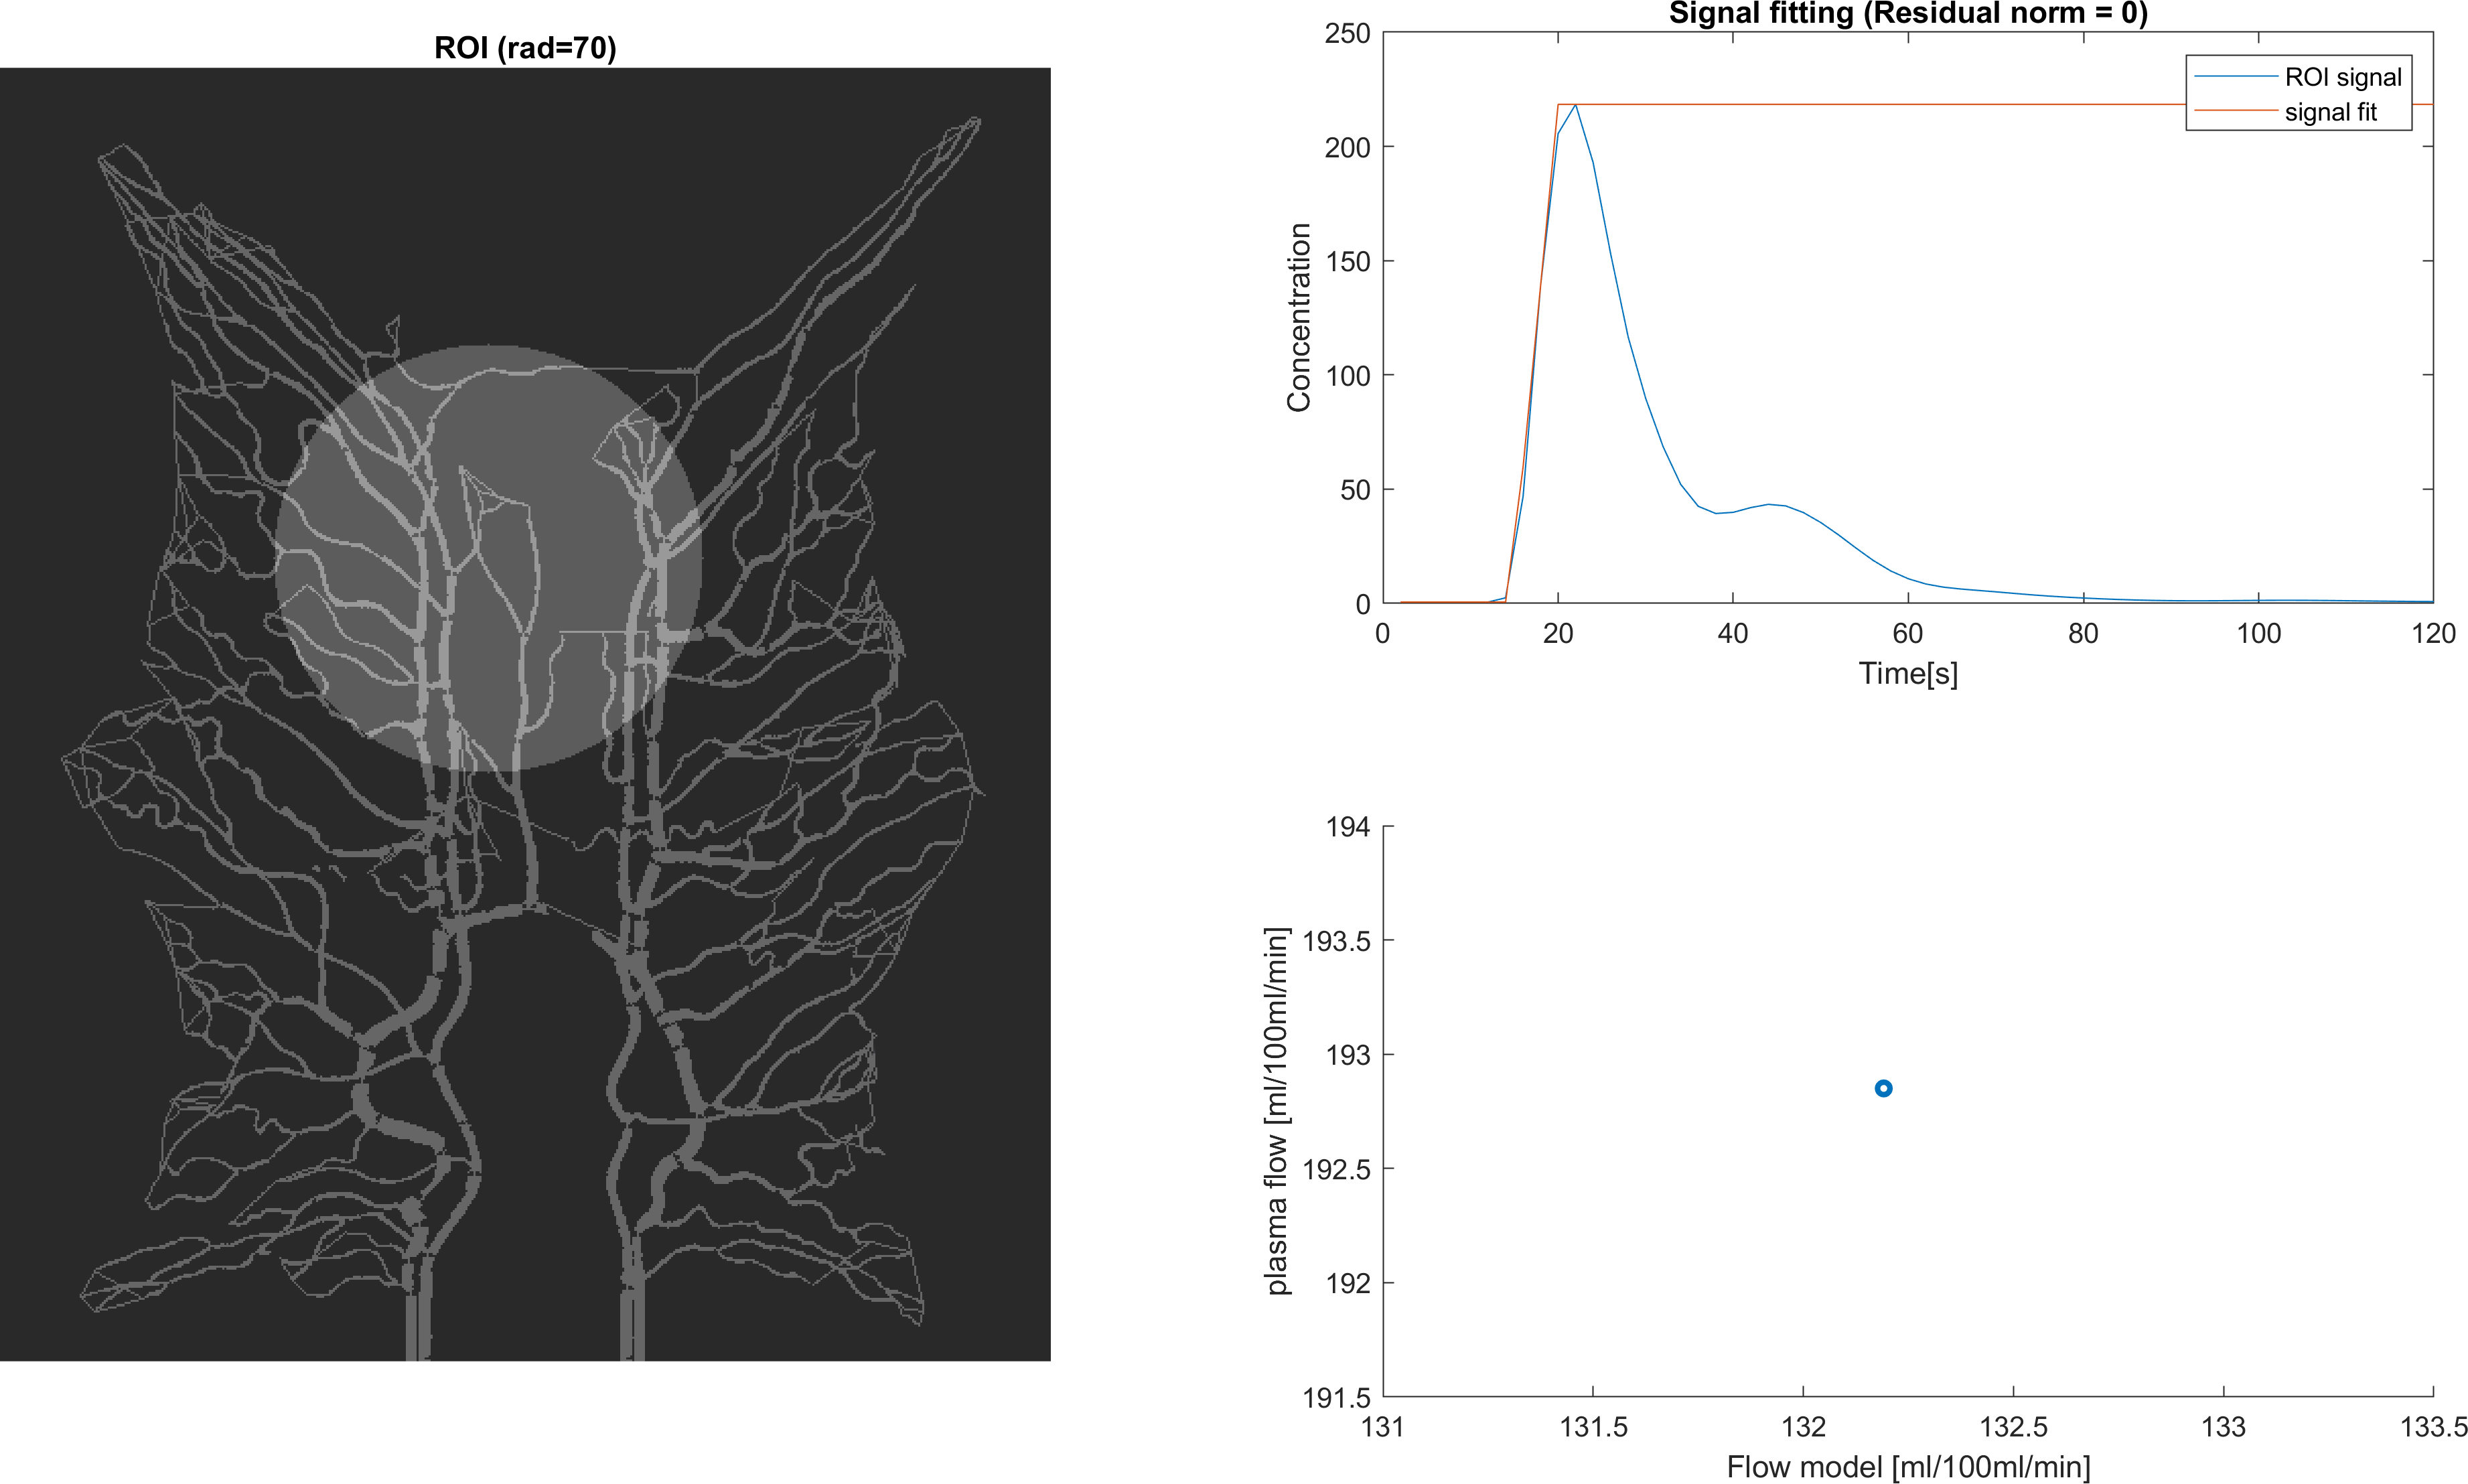 ROI (rad=70)
Signal fitting (Residual norm = 0)
250
200
150
100
50
0
Concentration
ROI signal
signal fit
0 20 40 60 80 100 120
Time[s]
194
193.5
193
192.5
192
191.5
plasma flow [ml/100ml/min]
131 131.5 132 132.5 133 133.5
Flow model [ml/100ml/min]